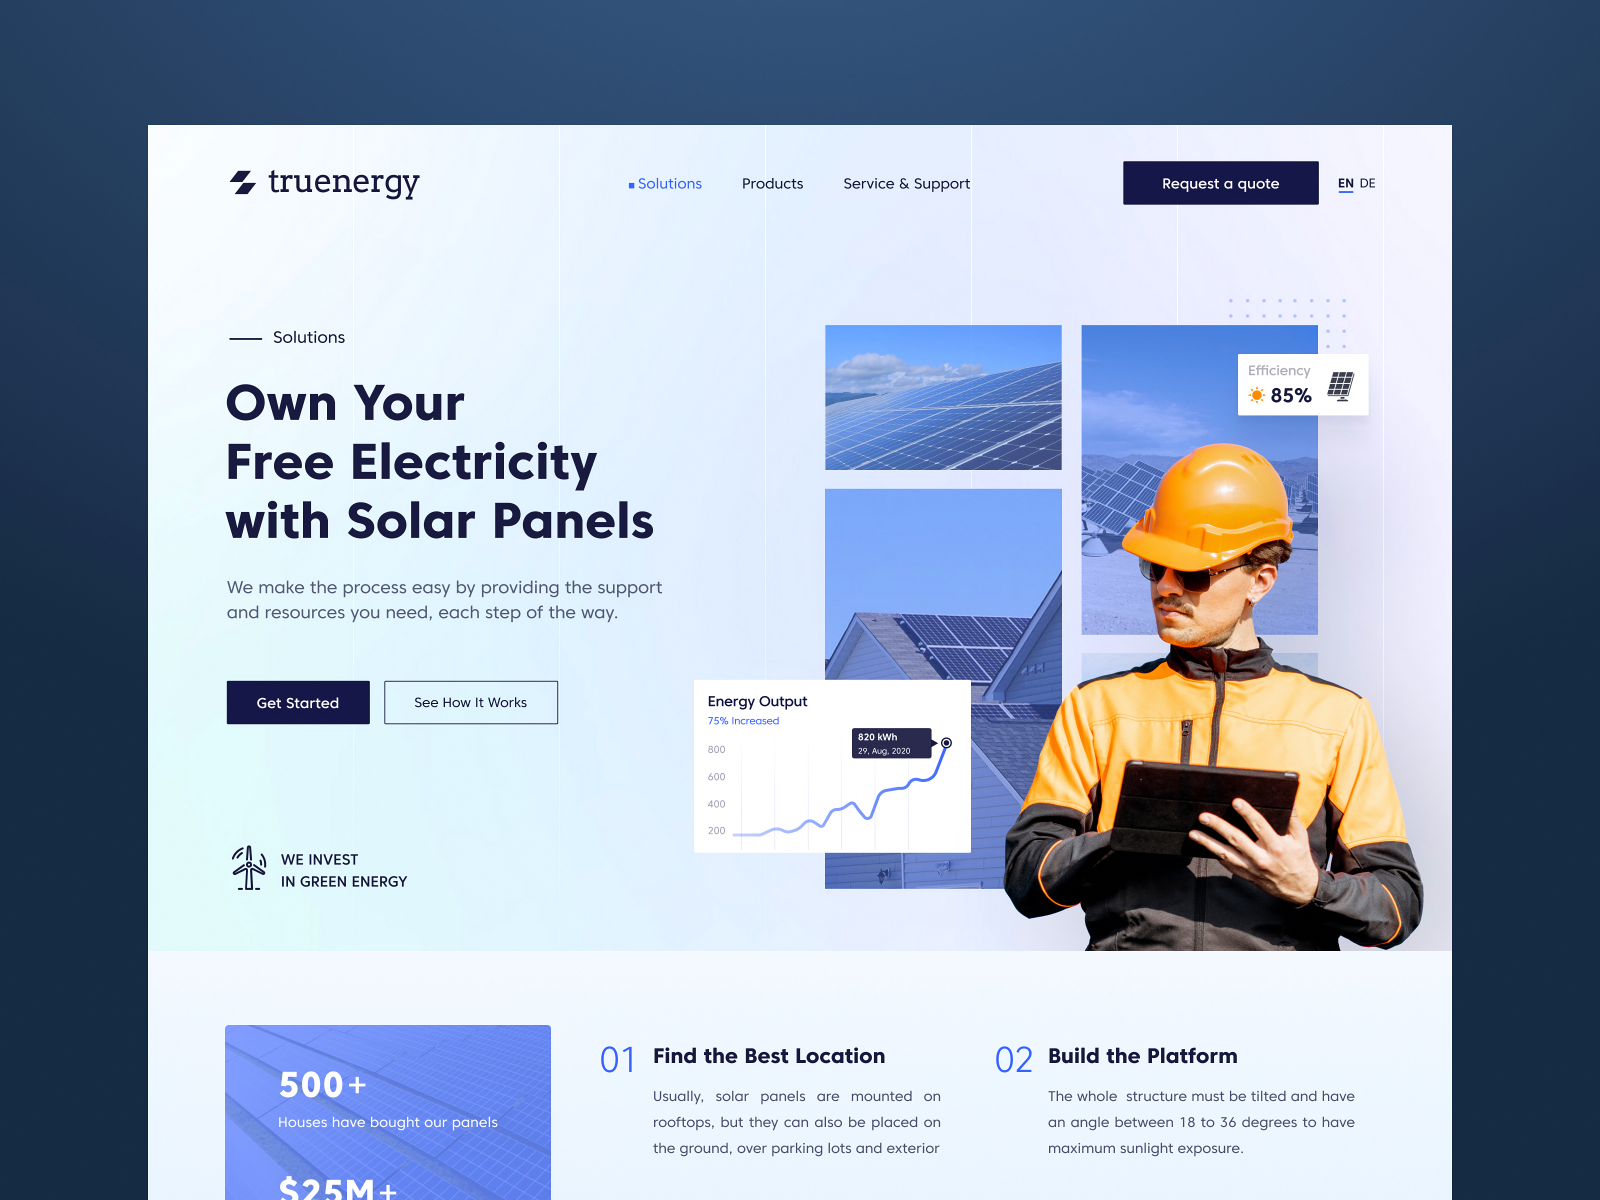 truenergy
Solutions
Products
Service & Support
Request a quote
EN DE
Solutions
Own Your
Free Electricity
with Solar Panels
We make the process easy by providing the support
and resources you need, each step of the way.
Get Started
See How It Works
WE INVEST
IN GREEN ENERGY
Efficiency
85%
Energy Output
75% Increased
820 kWh
29, Aug, 2020
800
600
400
200
500+
Houses have bought our panels
$25M+
01 Find the Best Location
Usually, solar panels are mounted on
rooftops, but they can also be placed on
the ground, over parking lots and exterior
02 Build the Platform
The whole structure must be tilted and have
an angle between 18 to 36 degrees to have
maximum sunlight exposure.